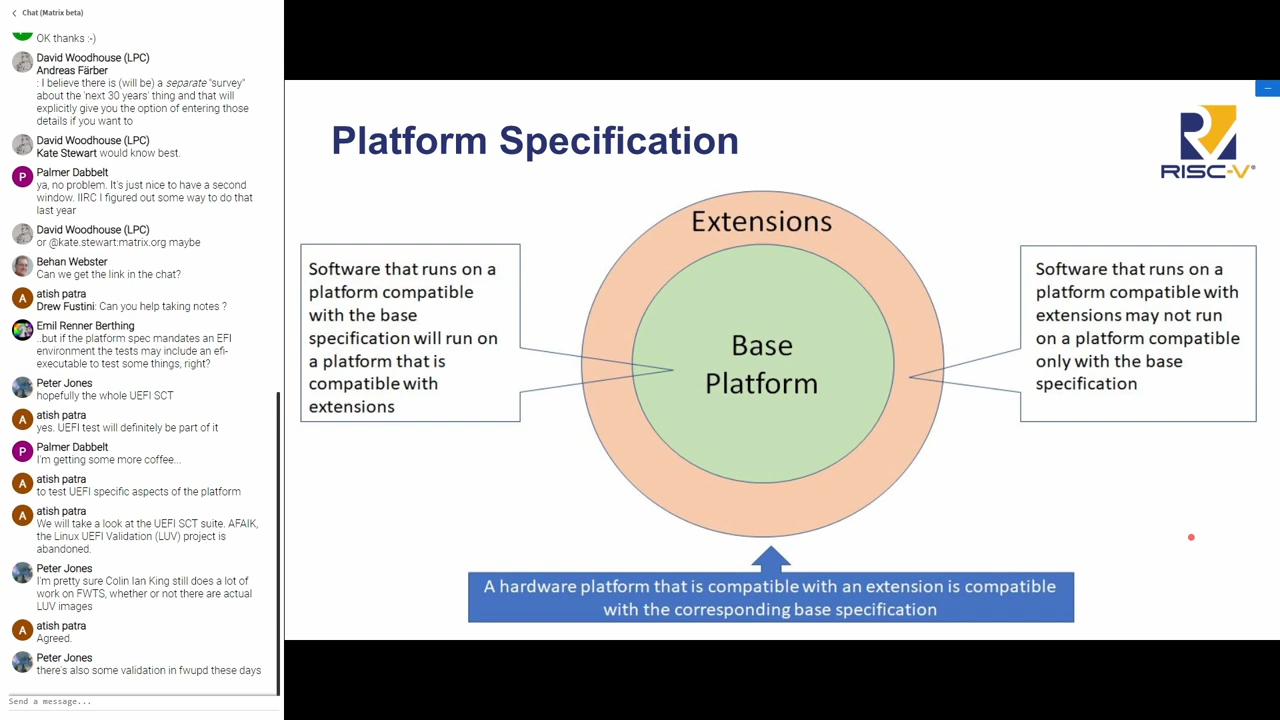 Chat (Matrix beta)
OK thanks :-)
David Woodhouse (LPC)
Andreas Färber
: I believe there is (will be) a separate "survey"
about the 'next 30 years' thing and that will
explicitly give you the option of entering those
details if you want to
David Woodhouse (LPC)
Kate Stewart would know best.
P
Palmer Dabbelt
ya, no problem. It's just nice to have a second
window. IIRC I figured out some way to do that
last year
David Woodhouse (LPC)
or @kate.stewart:matrix.org maybe
Behan Webster
Can we get the link in the chat?
A
atish patra
Drew Fustini: Can you help taking notes ?
Emil Renner Berthing
..but if the platform spec mandates an EFI
environment the tests may include an efi-
executable to test some things, right?
Peter Jones
hopefully the whole UEFI SCT
A
atish patra
yes. UEFI test will definitely be part of it
P
Palmer Dabbelt
I'm getting some more coffee...
A
atish patra
to test UEFI specific aspects of the platform
A
atish patra
We will take a look at the UEFI SCT suite. AFAIK,
the Linux UEFI Validation (LUV) project is
abandoned.
Peter Jones
I'm pretty sure Colin Ian King still does a lot of
work on FWTS, whether or not there are actual
LUV images
A
atish patra
Agreed.
Peter Jones
there's also some validation in fwupd these days
Send a message...
Platform Specification
RISC-V®
Extensions
Base
Platform
Software that runs on a
platform compatible
with the base
specification will run on
a platform that is
compatible with
extensions
Software that runs on a
platform compatible with
extensions may not run
on a platform compatible
only with the base
specification
A hardware platform that is compatible with an extension is compatible
with the corresponding base specification